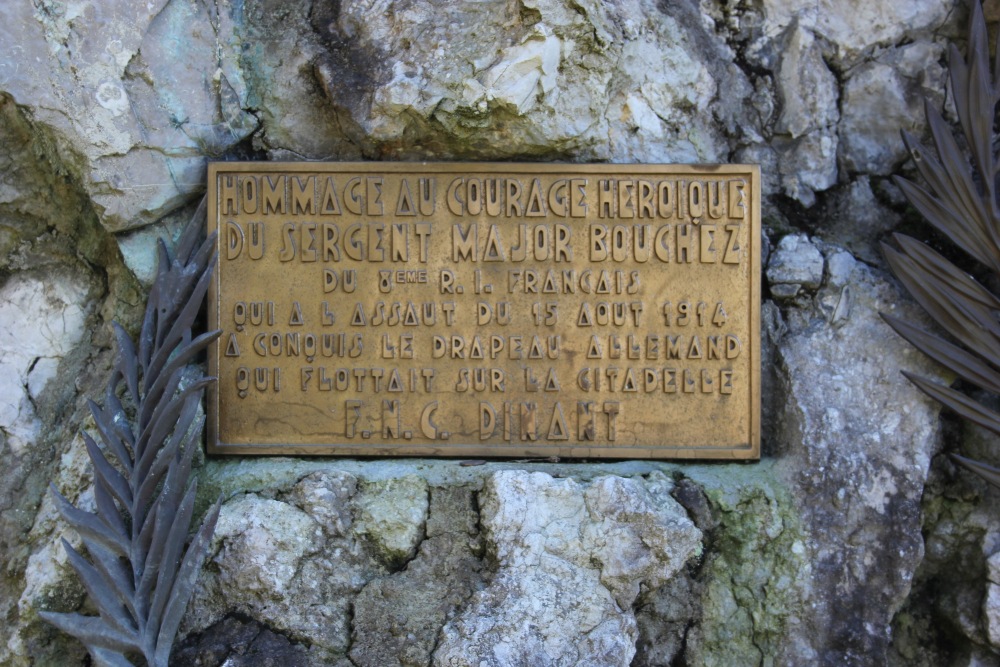 HOMMAGE AU COURAGE HEROIQUE
DU SERGENT MAJOR BOUCHEZ
DU 8EME R.I. FRANCAIS
QUI A L ASSAUT DU 15 AOUT 1914
A CONQUIS LE DRAPEAU ALLEMAND
QUI FLOTTAIT SUR LA CITADELLE
F.N.C. DINANT